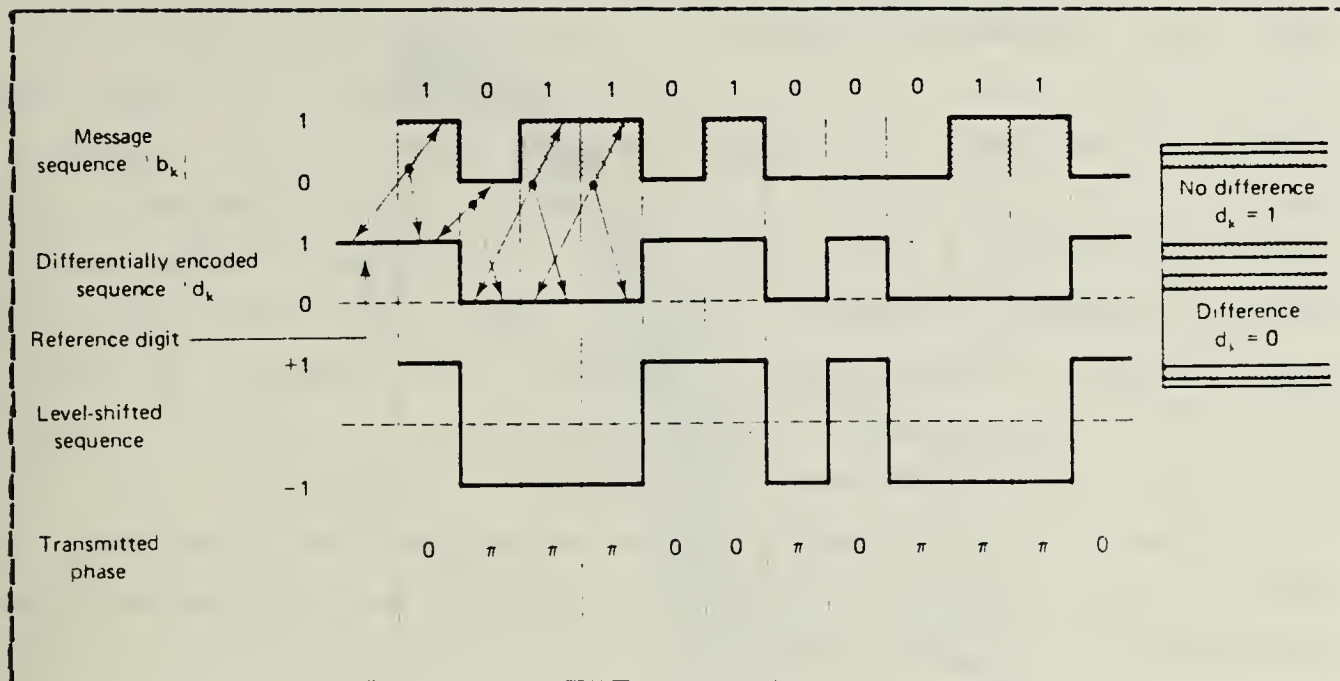 1 0 1 1 0 1 0 0 0 1 1
1
Message
sequence 'b_k'
0
1
Differentially encoded
sequence 'd_k
0
Reference digit
+1
Level-shifted
sequence
−1
Transmitted
phase
0 π π π 0 0 π 0 π π π 0
No difference
d_k = 1
Difference
d_k = 0